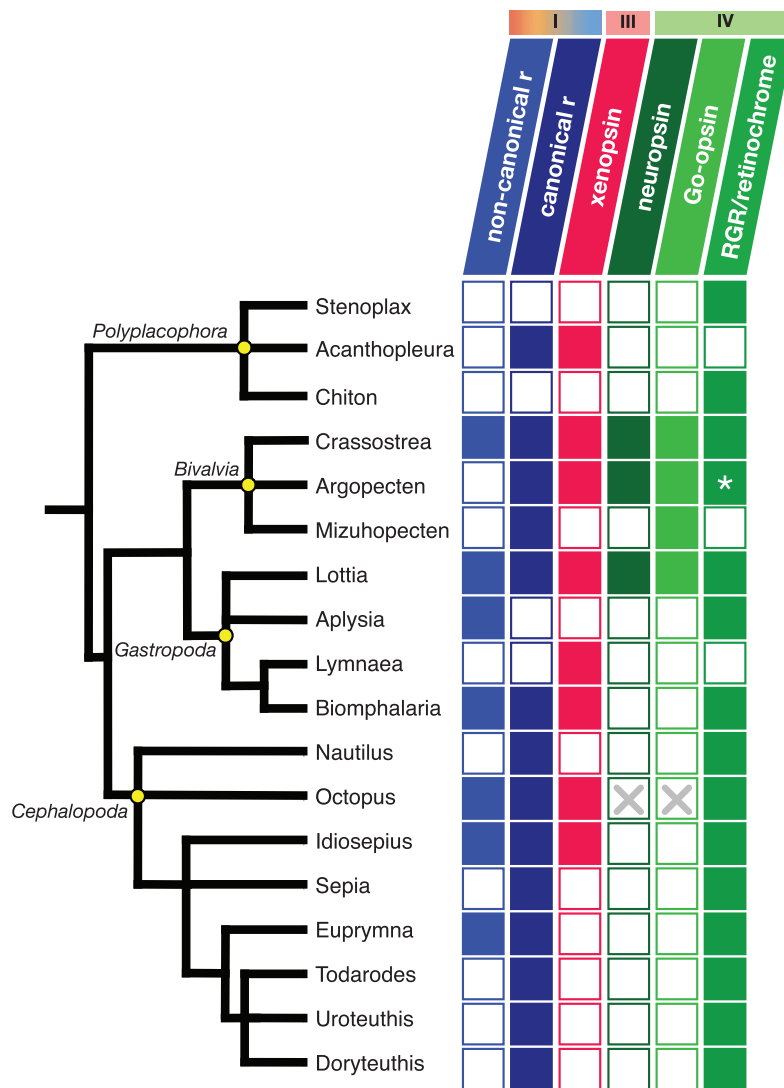 I III IV
non-canonical r
canonical r
xenopsin
neuropsin
Go-opsin
RGR/retinochrome
Stenoplax
Polyplacophora
Acanthopleura
Chiton
Crassostrea
Bivalvia
Argopecten *
Mizuhopecten
Lottia
Aplysia
Gastropoda
Lymnaea
Biomphalaria
Nautilus
Octopus
Cephalopoda
Idiosepius
Sepia
Euprymna
Todarodes
Uroteuthis
Doryteuthis